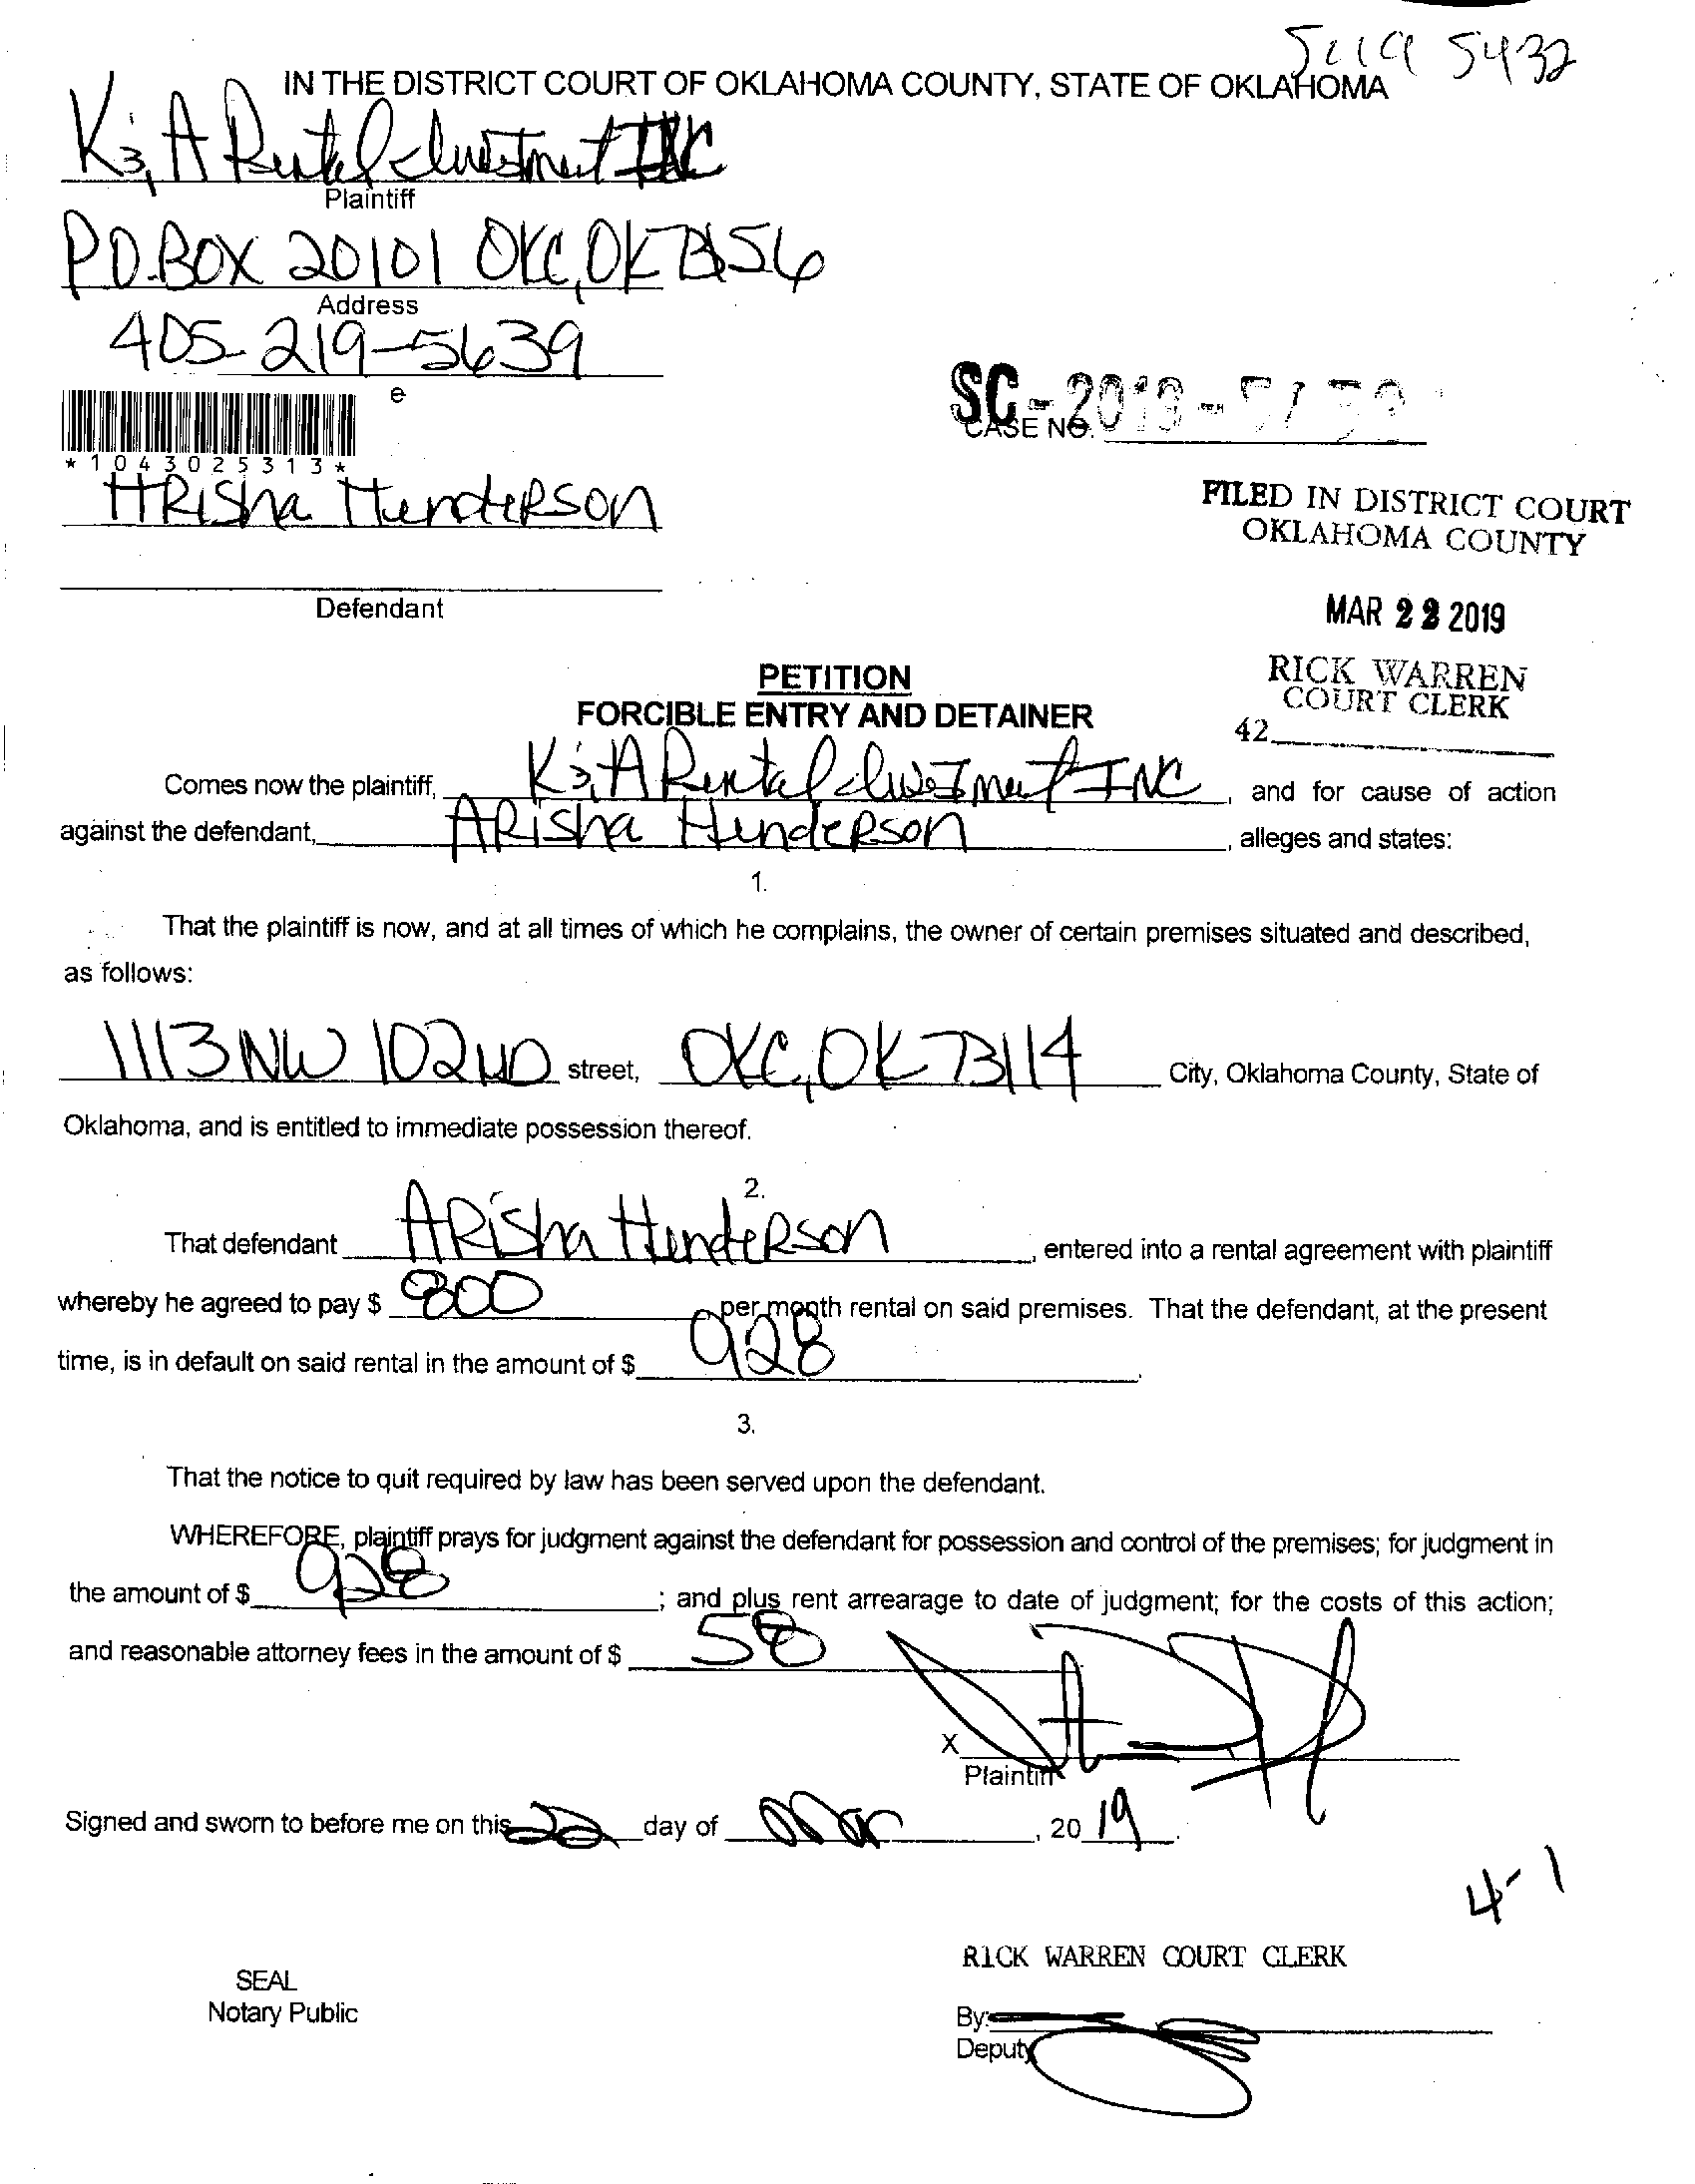 SC19 5432
IN THE DISTRICT COURT OF OKLAHOMA COUNTY, STATE OF OKLAHOMA
K&A Rental Investment INC
Plaintiff
P.O. BOX 20101 OKC, OK 73156
Address
405-219-5639
e
*1043025313*
SC-2019-
CASE NO.
ARisha HendeRson
Defendant
FILED IN DISTRICT COURT
OKLAHOMA COUNTY
MAR 22 2019
RICK WARREN
COURT CLERK
42
PETITION
FORCIBLE ENTRY AND DETAINER
Comes now the plaintiff, K&A Rental Investment INC, and for cause of action
against the defendant, ARisha HendeRson, alleges and states:
1.
That the plaintiff is now, and at all times of which he complains, the owner of certain premises situated and described,
as follows:
1113 NW 102ND street, OKC, OK 73114 City, Oklahoma County, State of
Oklahoma, and is entitled to immediate possession thereof.
2.
That defendant ARisha HendeRson, entered into a rental agreement with plaintiff
whereby he agreed to pay $ 800 per month rental on said premises. That the defendant, at the present
time, is in default on said rental in the amount of $ 928.
3.
That the notice to quit required by law has been served upon the defendant.
WHEREFORE, plaintiff prays for judgment against the defendant for possession and control of the premises; for judgment in
the amount of $ 928; and plus rent arrearage to date of judgment; for the costs of this action;
and reasonable attorney fees in the amount of $ 58
X
Plaintiff
Signed and sworn to before me on this 22 day of Mar, 2019.
4-1
RICK WARREN COURT CLERK
SEAL
Notary Public
By:
Deputy